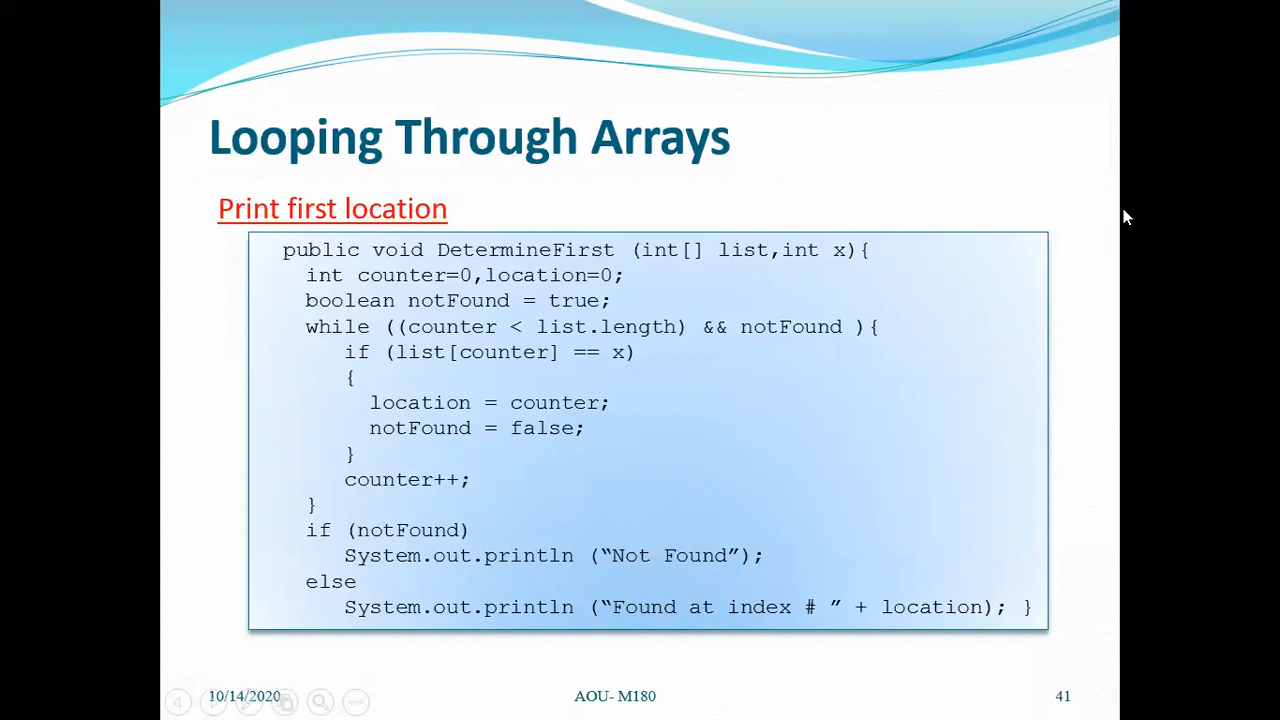 Looping Through Arrays
Print first location
public void DetermineFirst (int[] list,int x){
int counter=0,location=0;
boolean notFound = true;
while ((counter < list.length) && notFound ){
if (list[counter] == x)
{
location = counter;
notFound = false;
}
counter++;
}
if (notFound)
System.out.println (“Not Found”);
else
System.out.println (“Found at index # ” + location); }
10/14/2020 AOU- M180 41